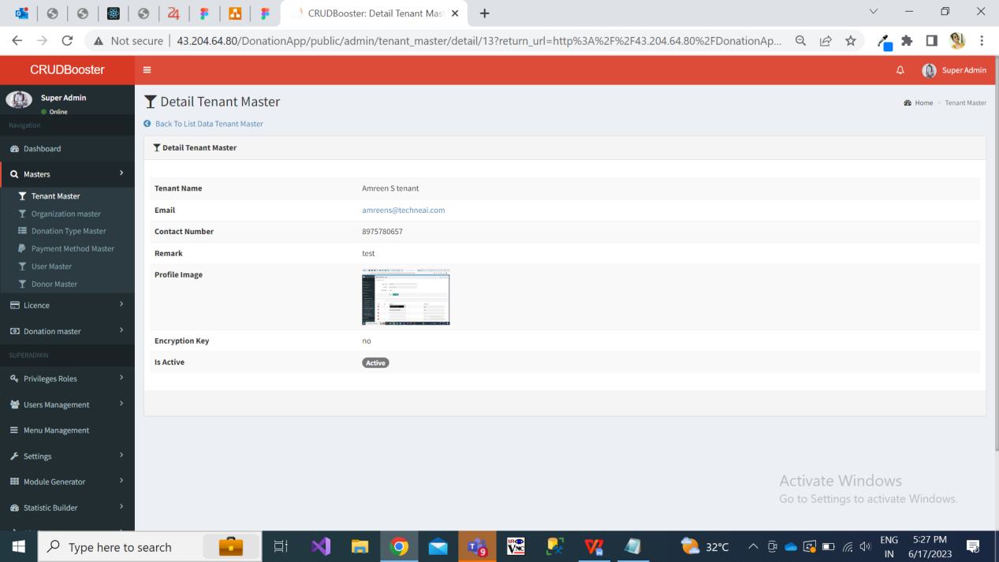 CRUDBooster: Detail Tenant Mas
Not secure
43.204.64.80/DonationApp/public/admin/tenant_master/detail/13?return_url=http%3A%2F%2F43.204.64.80%2FDonationAp...
CRUDBooster
Super Admin
Super Admin
Online
Navigation
Dashboard
Masters
Tenant Master
Organization master
Donation Type Master
Payment Method Master
User Master
Donor Master
Licence
Donation master
SUPERADMIN
Privileges Roles
Users Management
Menu Management
Settings
Module Generator
Statistic Builder
Detail Tenant Master
Home > Tenant Master
Back To List Data Tenant Master
Detail Tenant Master
Tenant Name Amreen S tenant
Email amreens@techneai.com
Contact Number 8975780657
Remark test
Profile Image
Encryption Key no
Is Active Active
Activate Windows
Go to Settings to activate Windows.
Type here to search
9
32°C
ENG
IN
5:27 PM
6/17/2023